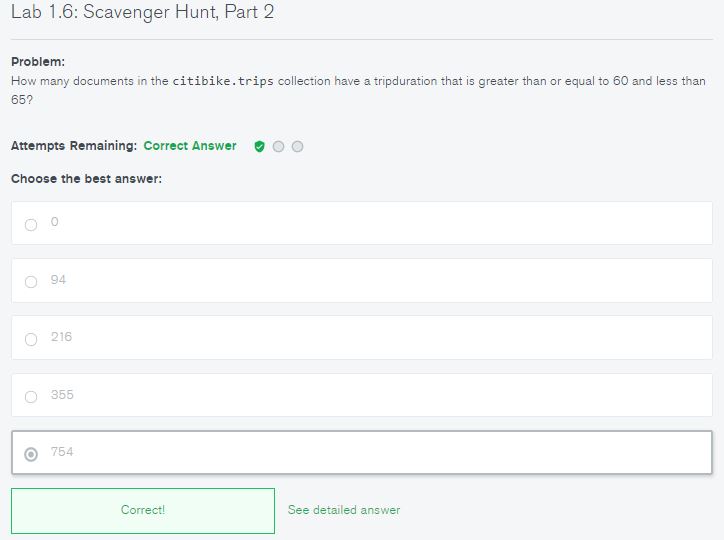 Lab 1.6: Scavenger Hunt, Part 2
Problem:
How many documents in the citibike.trips collection have a tripduration that is greater than or equal to 60 and less than
65?
Attempts Remaining: Correct Answer
Choose the best answer:
0
94
216
355
754
Correct! See detailed answer